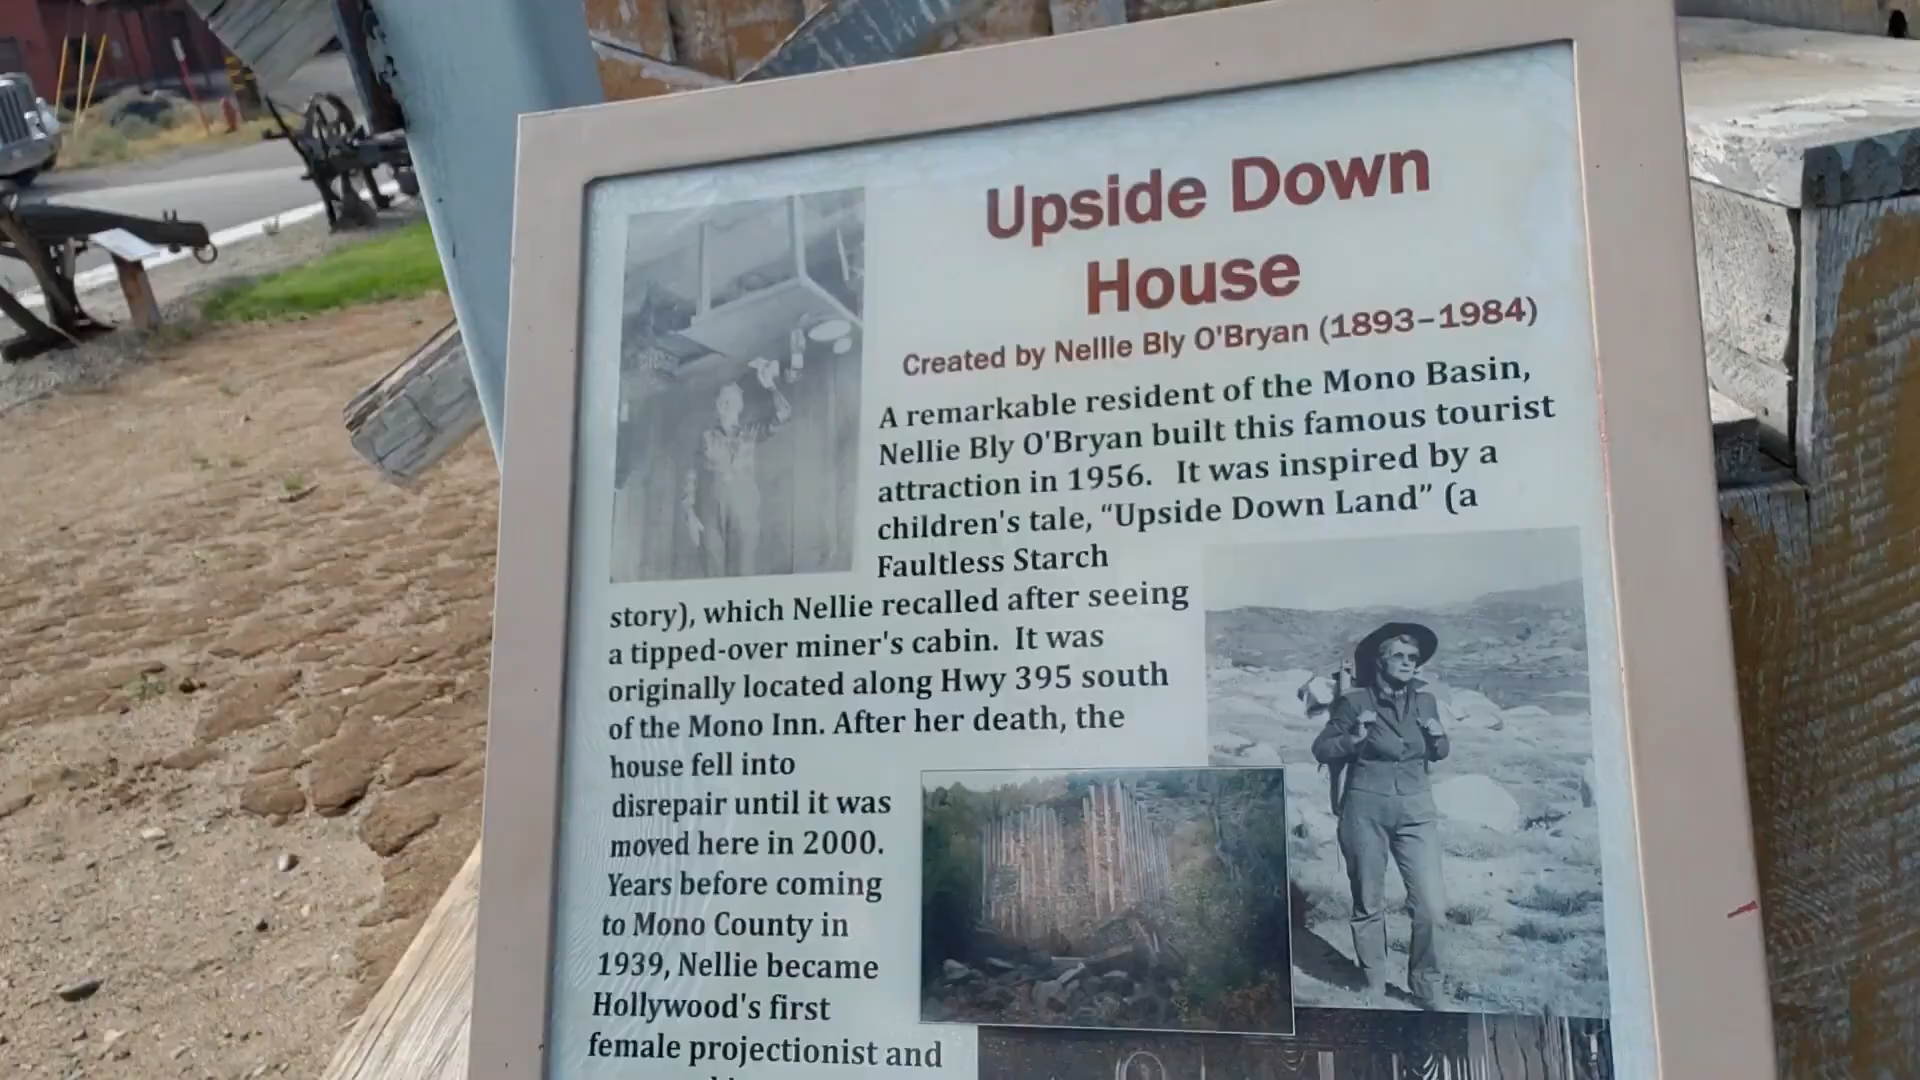 Upside Down
House
Created by Nellie Bly O'Bryan (1893–1984)
A remarkable resident of the Mono Basin,
Nellie Bly O'Bryan built this famous tourist
attraction in 1956. It was inspired by a
children's tale, “Upside Down Land” (a
Faultless Starch
story), which Nellie recalled after seeing
a tipped-over miner's cabin. It was
originally located along Hwy 395 south
of the Mono Inn. After her death, the
house fell into
disrepair until it was
moved here in 2000.
Years before coming
to Mono County in
1939, Nellie became
Hollywood's first
female projectionist and